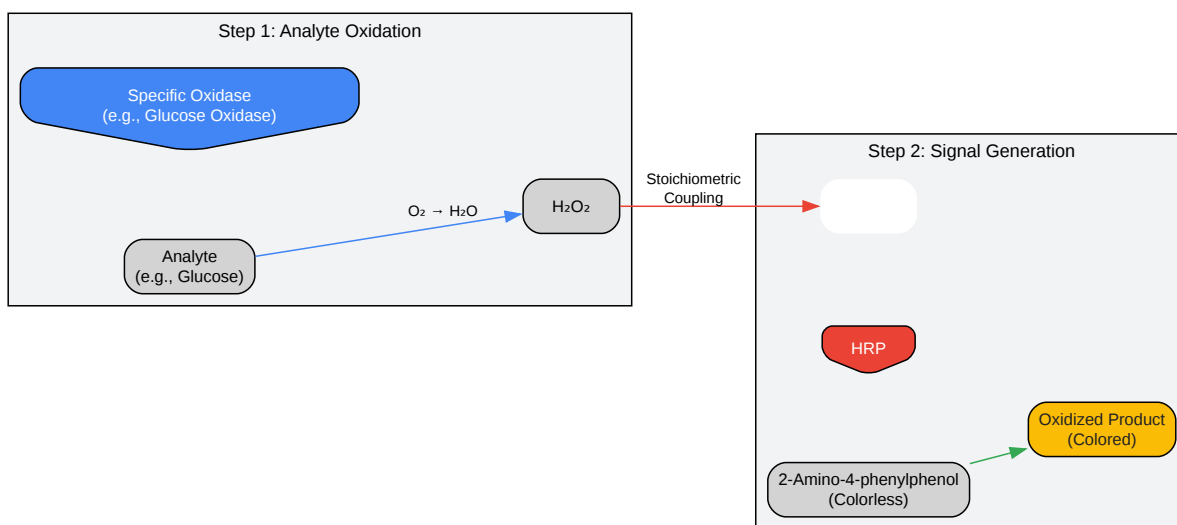 Step 1: Analyte Oxidation
Specific Oxidase
(e.g., Glucose Oxidase)
O₂ → H₂O
H₂O₂
Analyte
(e.g., Glucose)
Stoichiometric
Coupling
Step 2: Signal Generation
HRP
Oxidized Product
(Colored)
2-Amino-4-phenylphenol
(Colorless)